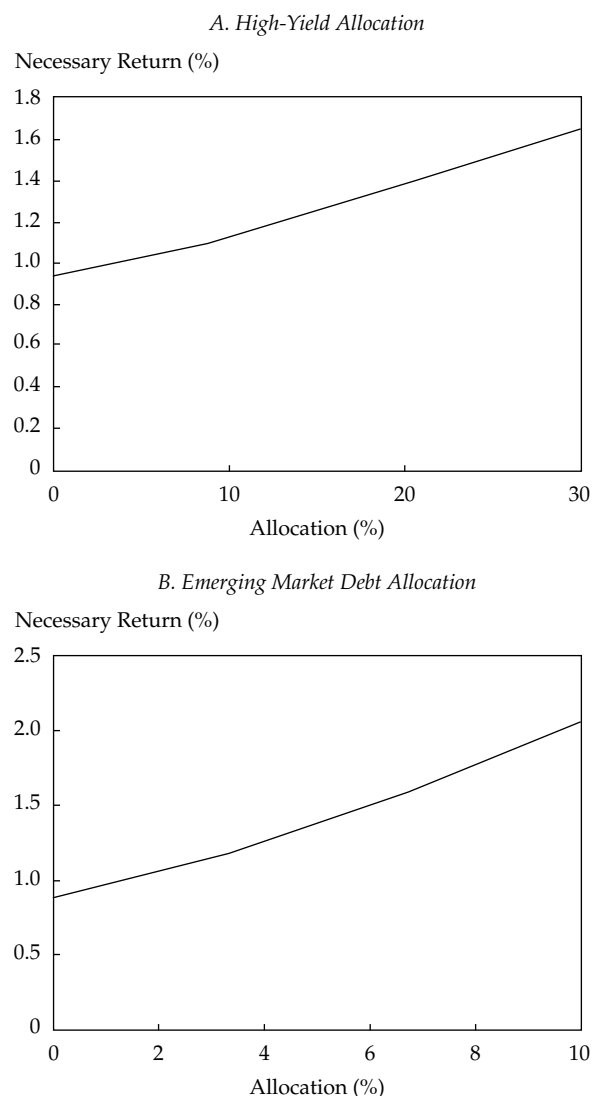 A. High-Yield Allocation
Necessary Return (%)
1.8
1.6
1.4
1.2
1.0
0.8
0.6
0.4
0.2
0
0 10 20 30
Allocation (%)
B. Emerging Market Debt Allocation
Necessary Return (%)
2.5
2.0
1.5
1.0
0.5
0
0 2 4 6 8 10
Allocation (%)